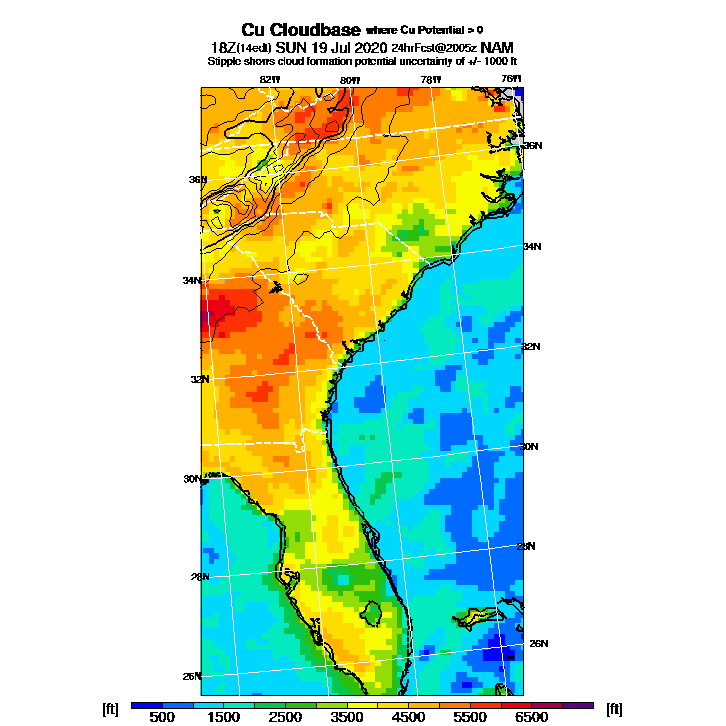 Cu Cloudbase where Cu Potential > 0
18Z(14edt) SUN 19 Jul 2020 24hrFcst@2005z NAM
Stipple shows cloud formation potential uncertainty of +/- 1000 ft
82W 80W 78W 76W
36N
36N
34N
34N
32N
32N
30N
30N
28N
28N
26N
26N
[ft] 500 1500 2500 3500 4500 5500 6500 [ft]